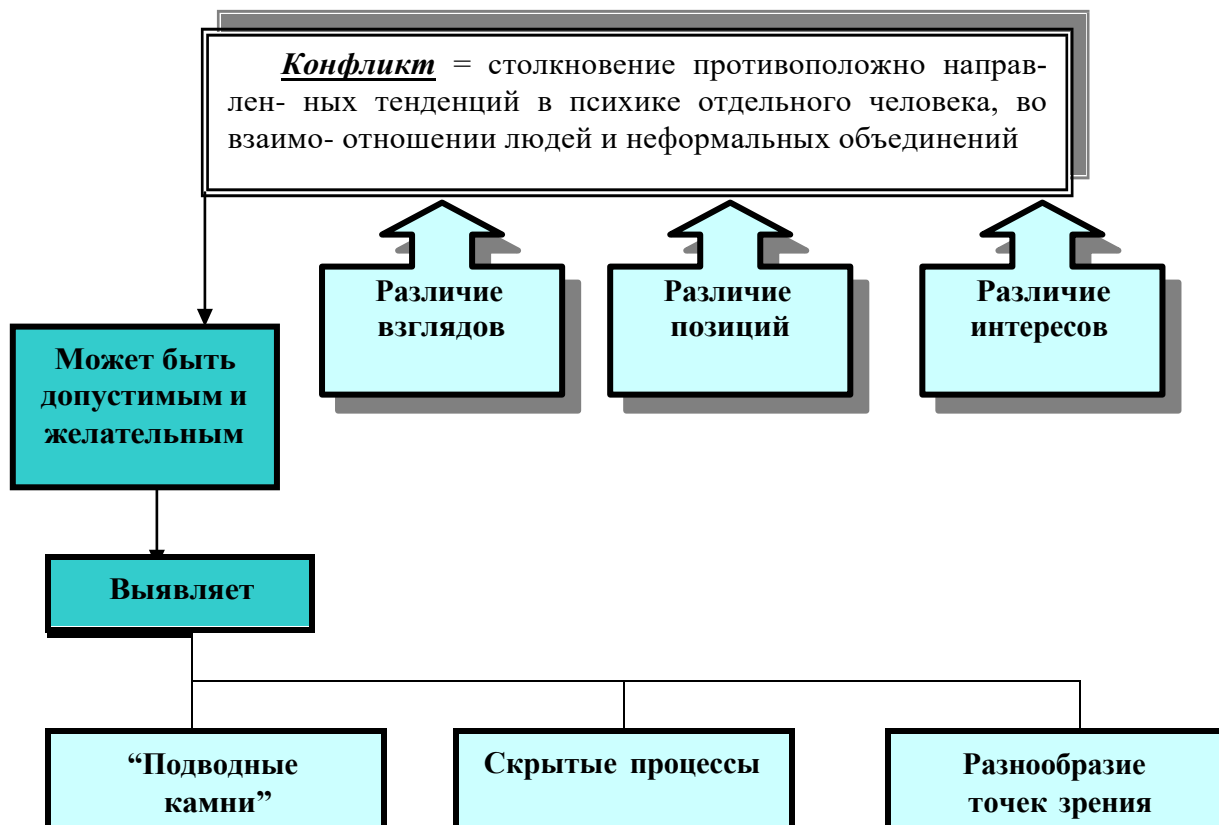 Конфликт = столкновение противоположно направ-
лен- ных тенденций в психике отдельного человека, во
взаимо- отношении людей и неформальных объединений
Различие
взглядов
Различие
позиций
Различие
интересов
Может быть
допустимым и
желательным
Выявляет
“Подводные
камни”
Скрытые процессы
Разнообразие
точек зрения